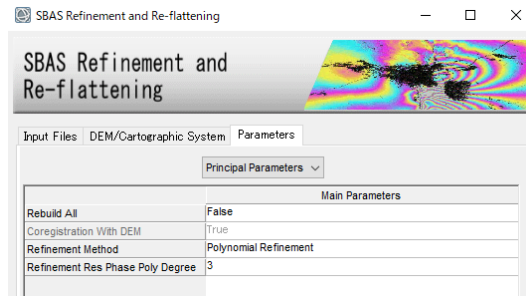 SBAS Refinement and Re-flattening
SBAS Refinement and
Re-flattening
Input Files DEM/Cartographic System Parameters
Principal Parameters
Main Parameters
Rebuild All False
Coregistration With DEM True
Refinement Method Polynomial Refinement
Refinement Res Phase Poly Degree 3